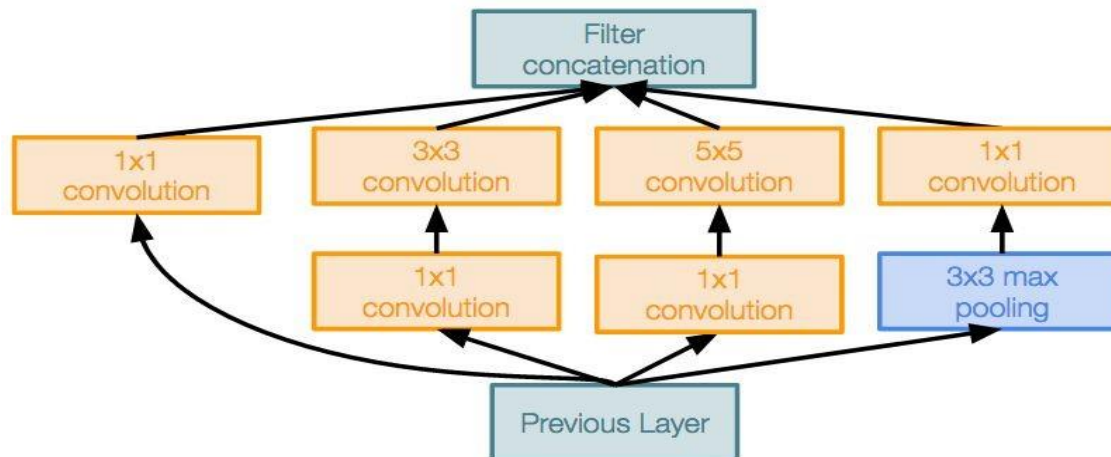 Filter
concatenation
1x1
convolution
3x3
convolution
5x5
convolution
1x1
convolution
1x1
convolution
1x1
convolution
3x3 max
pooling
Previous Layer